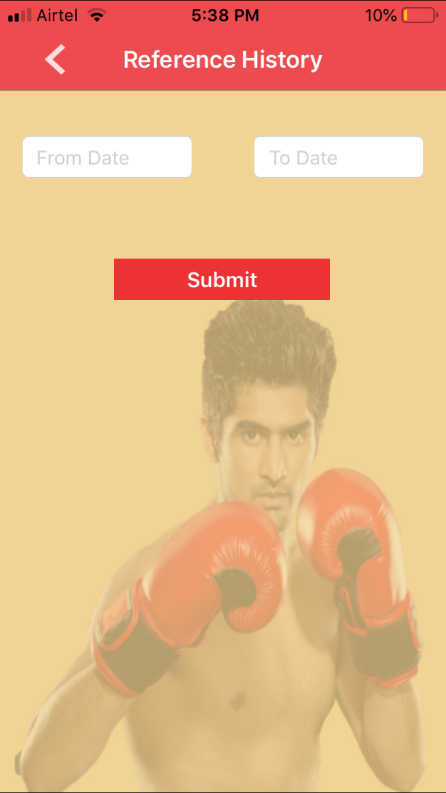 Airtel 5:38 PM 10%
Reference History
From Date To Date
Submit